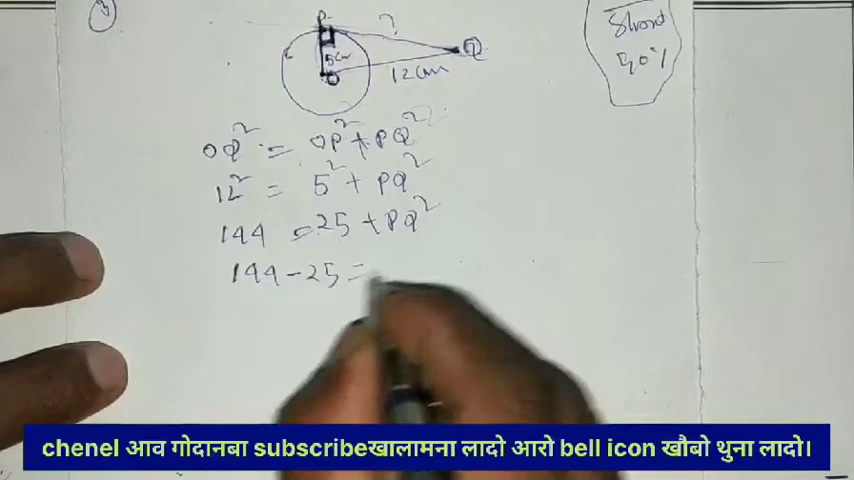 P
?
Q
5cm
O
12cm
Short
50%
OQ² = OP² + PQ²
12² = 5² + PQ²
144 = 25 + PQ²
144 - 25 =
chenel आव गोदानबा subscribeखालामना लादो आरो bell icon खौबो थुना लादो।